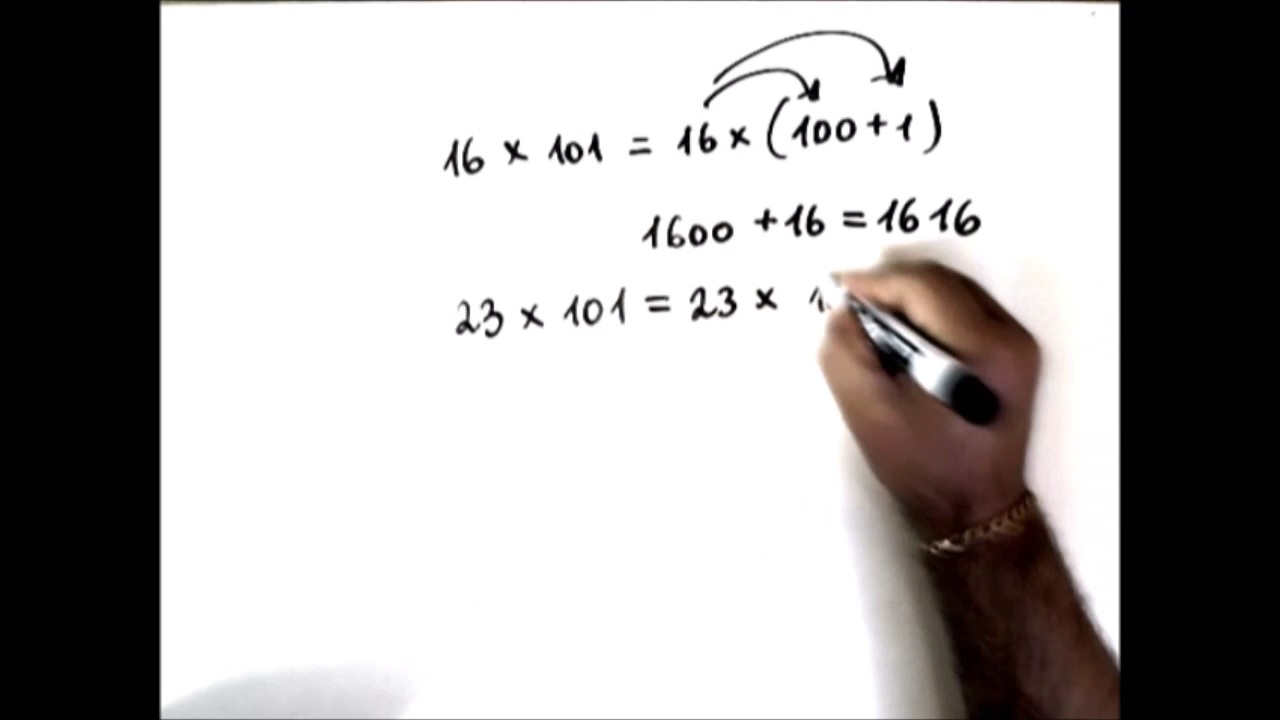 16 × 101 = 16 × (100 + 1)
1600 + 16 = 1616
23 × 101 = 23 ×